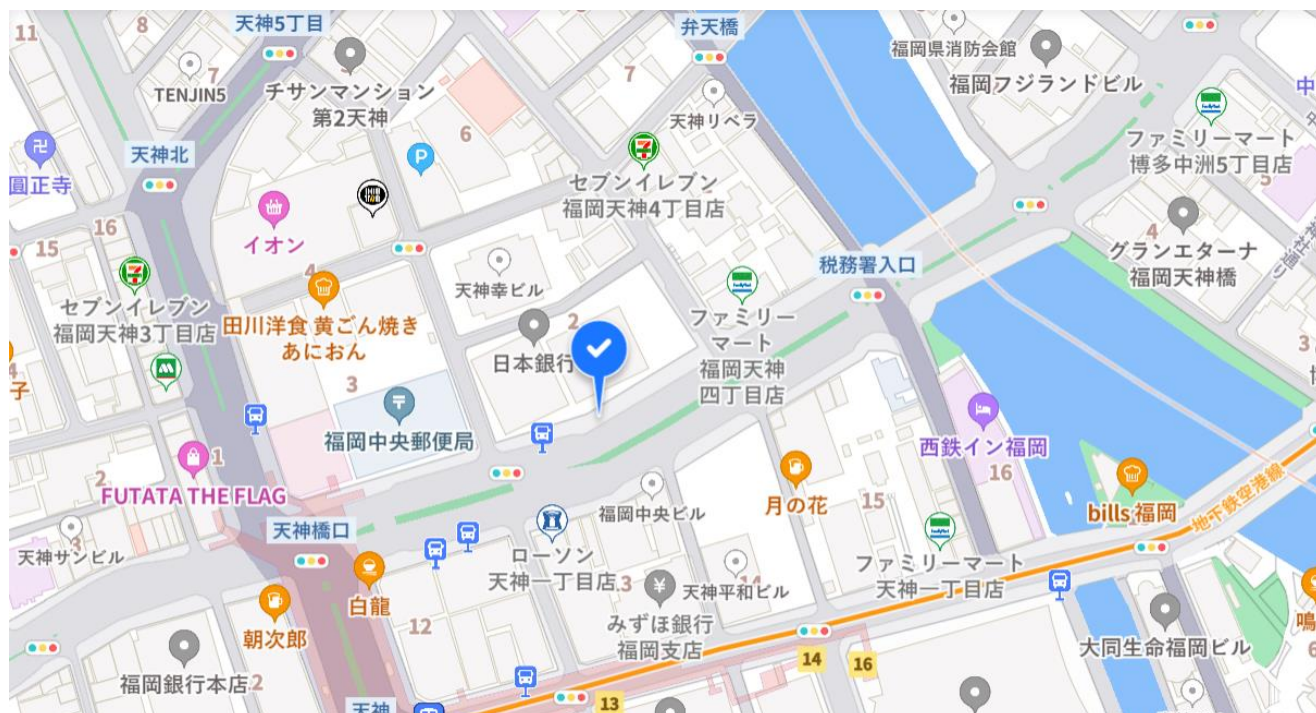 11
8
天神5丁目
弁天橋
福岡県消防会館
7
TENJIN5
チサンマンション
第2天神
7
福岡フジランドビル
天神リベラ
6
P
ファミリーマート
博多中洲5丁目店
天神北
圓正寺
セブンイレブン
福岡天神4丁目店
5
イオン
15
16
4
グランエターナ
福岡天神橋
4
税務署入口
天神幸ビル
セブンイレブン
福岡天神3丁目店
田川洋食 黄ごん焼き
あにおん
2
日本銀行
ファミリー
マート
福岡天神
四丁目店
3
3
子
福岡中央郵便局
西鉄イン福岡
16
2
1
FUTATA THE FLAG
月の花
15
bills 福岡
地下鉄空港線
福岡中央ビル
天神橋口
天神サンビル
3
ローソン
天神一丁目店
3
天神平和ビル
14
ファミリーマート
天神一丁目店
白龍
朝次郎
12
みずほ銀行
福岡支店
大同生命福岡ビル
鳴
6
14
16
福岡銀行本店
2
13
天神